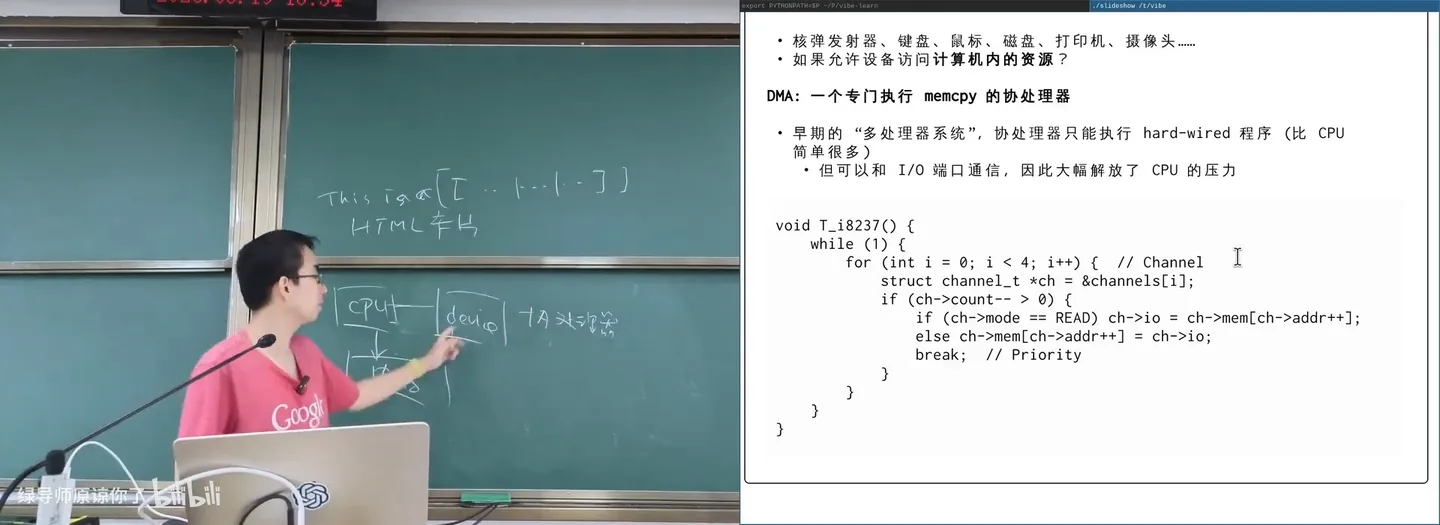 This is a [[ .. |...|.. ] ]
HTML
CPU
device
协处理器
Google
绿导师原谅你了
bilibili
export PYTHONPATH=$P ~/P/vibe-learn
./slideshow /t/vibe
• 核弹发射器、键盘、鼠标、磁盘、打印机、摄像头……
• 如果允许设备访问计算机内的资源？
DMA: 一个专门执行 memcpy 的协处理器
• 早期的 “多处理器系统”, 协处理器只能执行 hard-wired 程序 (比 CPU
简单很多)
• 但可以和 I/O 端口通信, 因此大幅解放了 CPU 的压力
void T_i8237() {
while (1) {
for (int i = 0; i < 4; i++) {  // Channel
struct channel_t *ch = &channels[i];
if (ch->count-- > 0) {
if (ch->mode == READ) ch->io = ch->mem[ch->addr++];
else ch->mem[ch->addr++] = ch->io;
break;  // Priority
}
}
}
}